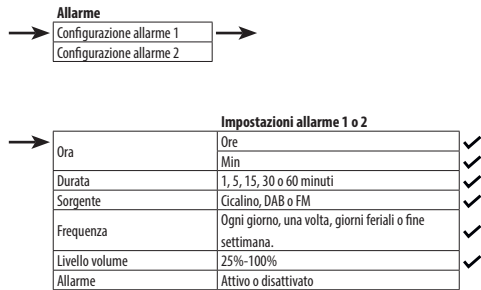 Allarme
Configurazione allarme 1
Configurazione allarme 2
Impostazioni allarme 1 o 2
Ora
Ore
Min
Durata
1, 5, 15, 30 o 60 minuti
Sorgente
Cicalino, DAB o FM
Frequenza
Ogni giorno, una volta, giorni feriali o fine
settimana.
Livello volume
25%-100%
Allarme
Attivo o disattivato